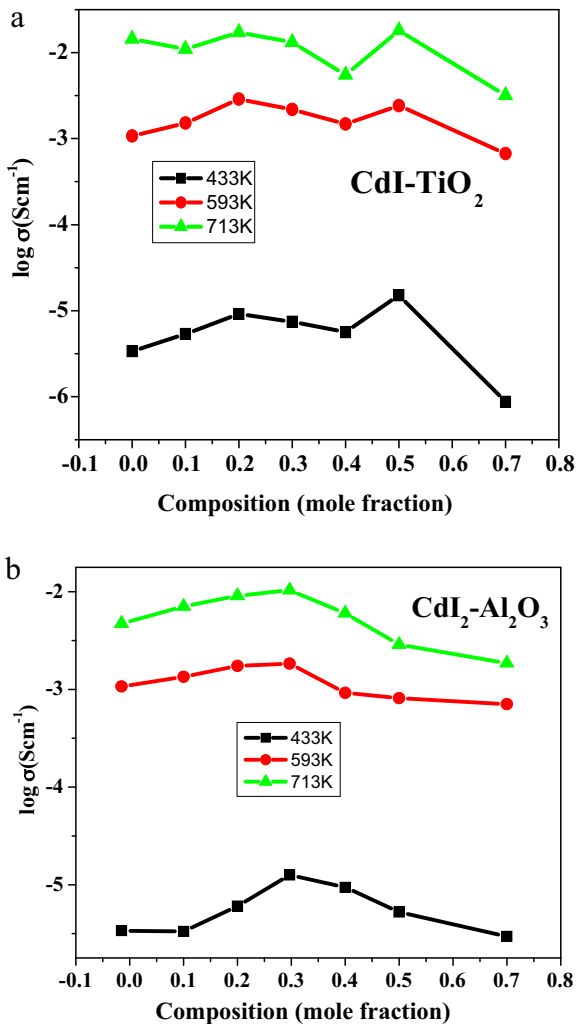 a
-2
-3
-4
-5
-6
log σ(Scm⁻¹)
433K
593K
713K
CdI-TiO₂
-0.1 0.0 0.1 0.2 0.3 0.4 0.5 0.6 0.7 0.8
Composition (mole fraction)
b
-2
-3
-4
-5
log σ(Scm⁻¹)
CdI₂-Al₂O₃
433K
593K
713K
-0.1 0.0 0.1 0.2 0.3 0.4 0.5 0.6 0.7 0.8
Composition (mole fraction)